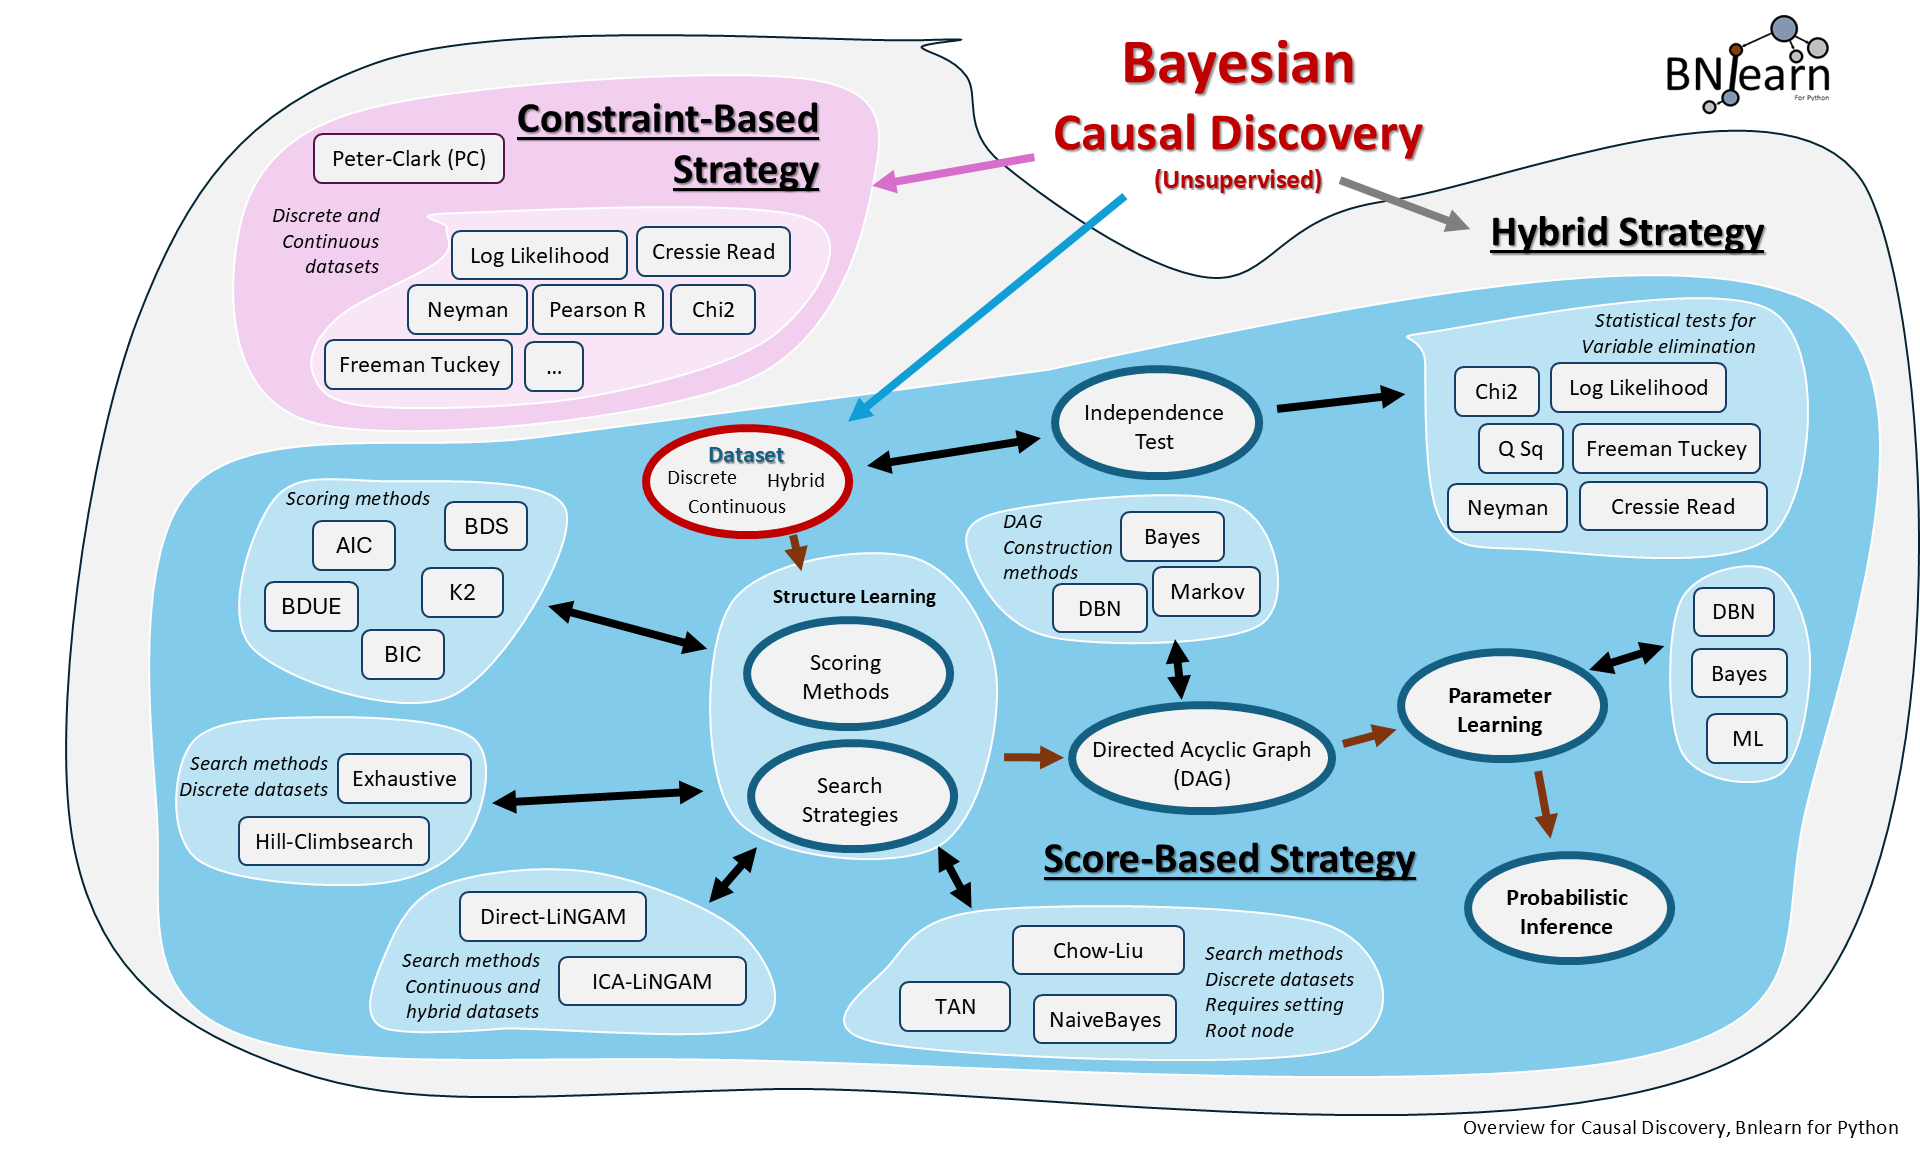 Bayesian
Causal Discovery
(Unsupervised)
BNlearn
For Python
Constraint-Based
Strategy
Peter-Clark (PC)
Discrete and
Continuous
datasets
Log Likelihood
Cressie Read
Neyman
Pearson R
Chi2
Freeman Tuckey
...
Hybrid Strategy
Statistical tests for
Variable elimination
Chi2
Log Likelihood
Q Sq
Freeman Tuckey
Neyman
Cressie Read
Independence
Test
Dataset
Discrete
Hybrid
Continuous
Scoring methods
BDS
AIC
K2
BDUE
BIC
Structure Learning
Scoring
Methods
Search
Strategies
DAG
Construction
methods
Bayes
Markov
DBN
Directed Acyclic Graph
(DAG)
Parameter
Learning
DBN
Bayes
ML
Probabilistic
Inference
Score-Based Strategy
Search methods
Discrete datasets
Exhaustive
Hill-Climbsearch
Direct-LiNGAM
ICA-LiNGAM
Search methods
Continuous and
hybrid datasets
Chow-Liu
TAN
NaiveBayes
Search methods
Discrete datasets
Requires setting
Root node
Overview for Causal Discovery, Bnlearn for Python